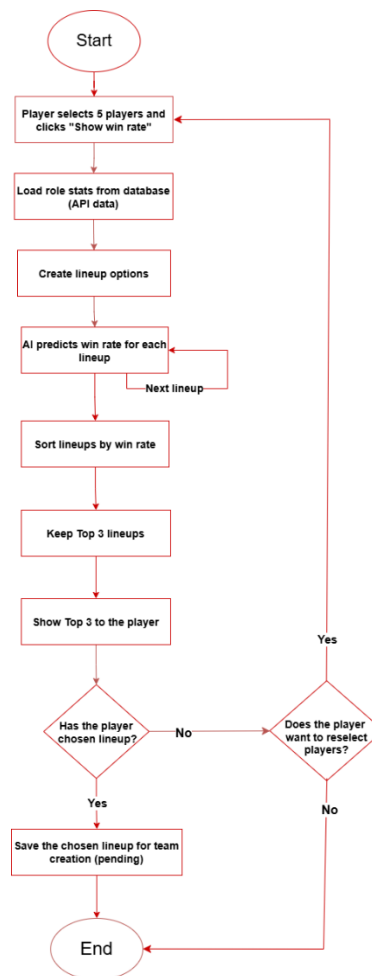 Start
Player selects 5 players and
clicks "Show win rate"
Load role stats from database
(API data)
Create lineup options
AI predicts win rate for each
lineup
Next lineup
Sort lineups by win rate
Keep Top 3 lineups
Show Top 3 to the player
Yes
Has the player
chosen lineup?
No
Does the player
want to reselect
players?
Yes
No
Save the chosen lineup for team
creation (pending)
End